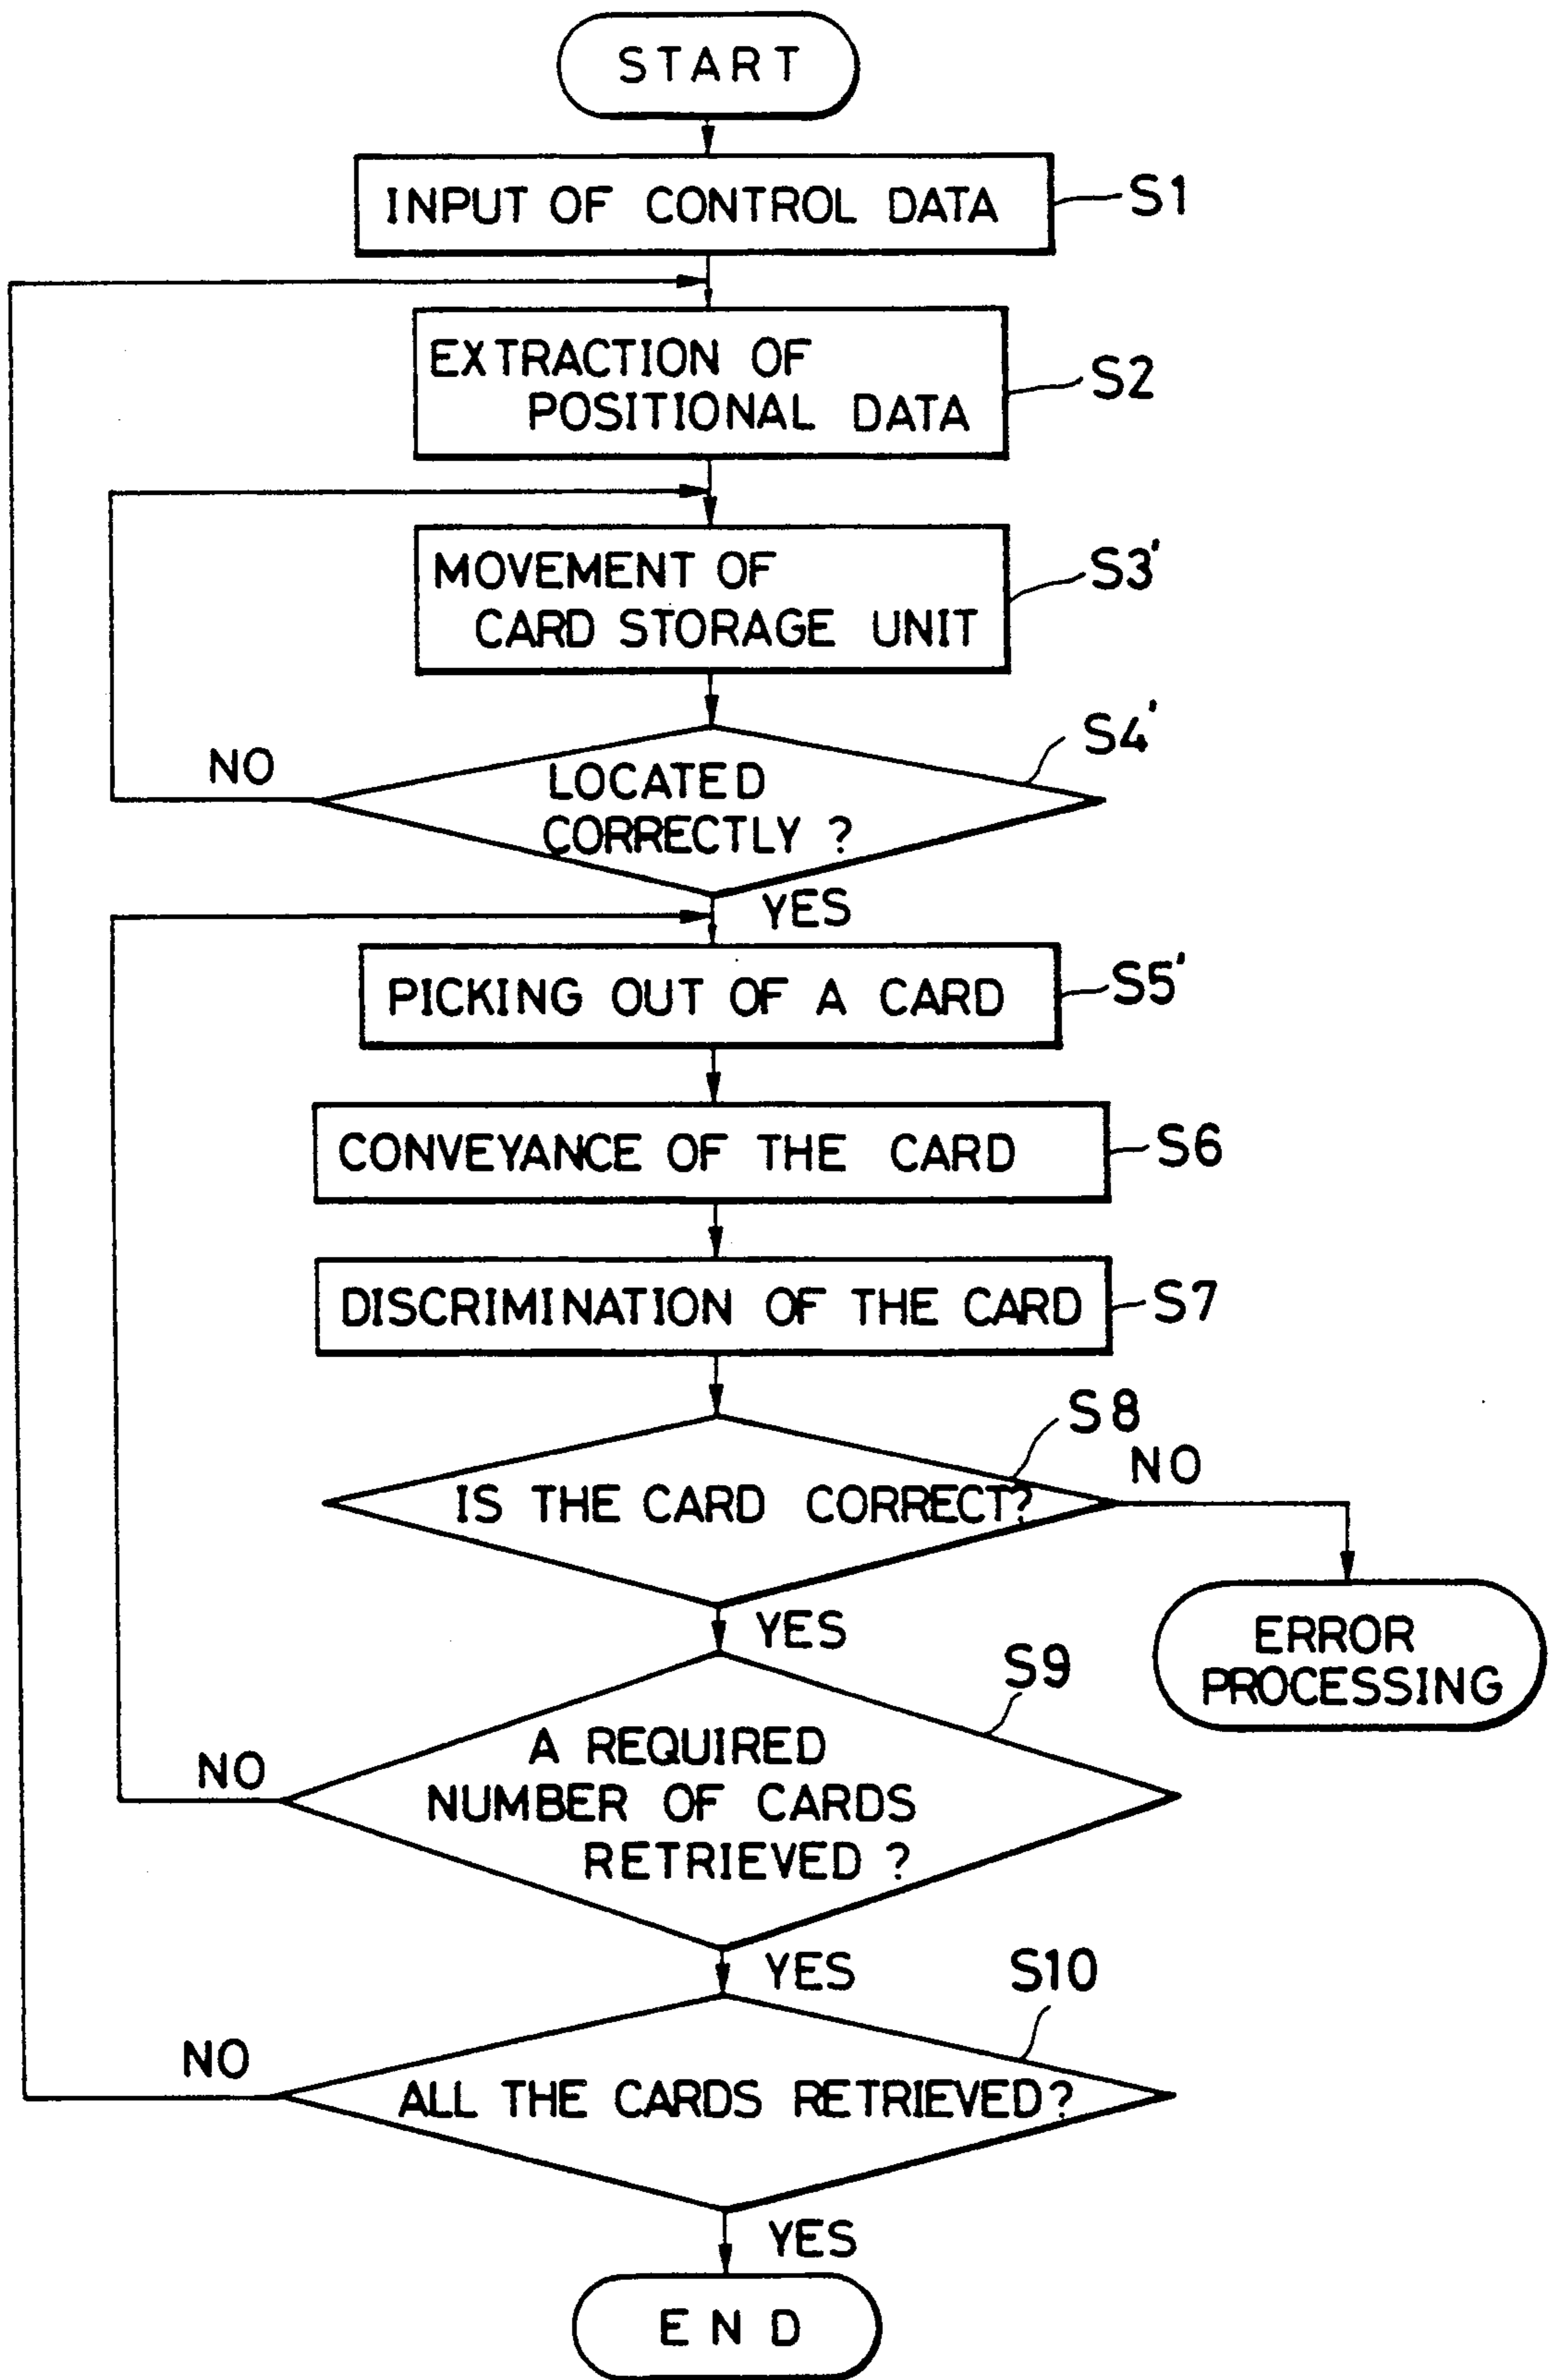 START
INPUT OF CONTROL DATA
S1
EXTRACTION OF
POSITIONAL DATA
S2
MOVEMENT OF
CARD STORAGE UNIT
S3'
S4'
NO
LOCATED
CORRECTLY ?
YES
PICKING OUT OF A CARD
S5'
CONVEYANCE OF THE CARD
S6
DISCRIMINATION OF THE CARD
S7
S8
NO
IS THE CARD CORRECT?
YES
ERROR
PROCESSING
S9
A REQUIRED
NO
NUMBER OF CARDS
RETRIEVED ?
YES
S10
NO
ALL THE CARDS RETRIEVED?
YES
END